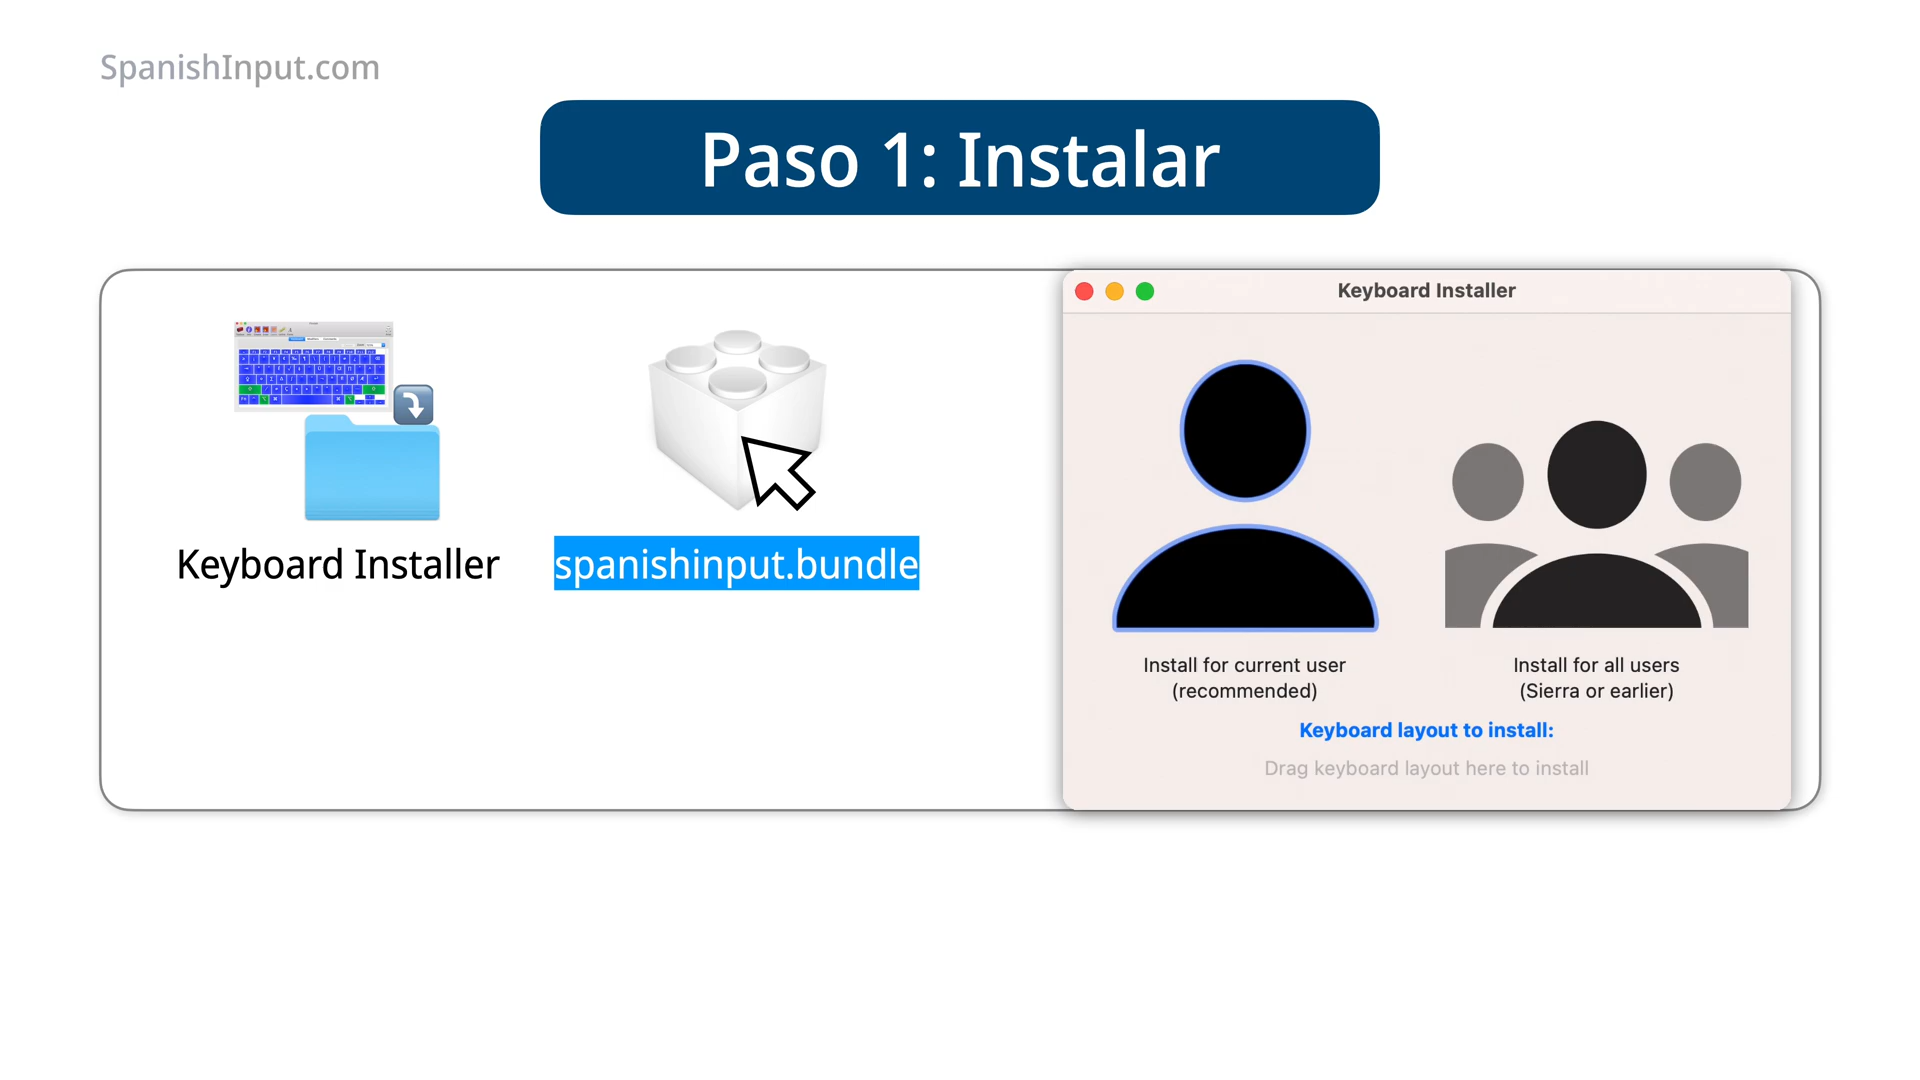 SpanishInput.com
Paso 1: Instalar
Keyboard Installer
spanishinput.bundle
Keyboard Installer
Install for current user
(recommended)
Install for all users
(Sierra or earlier)
Keyboard layout to install:
Drag keyboard layout here to install